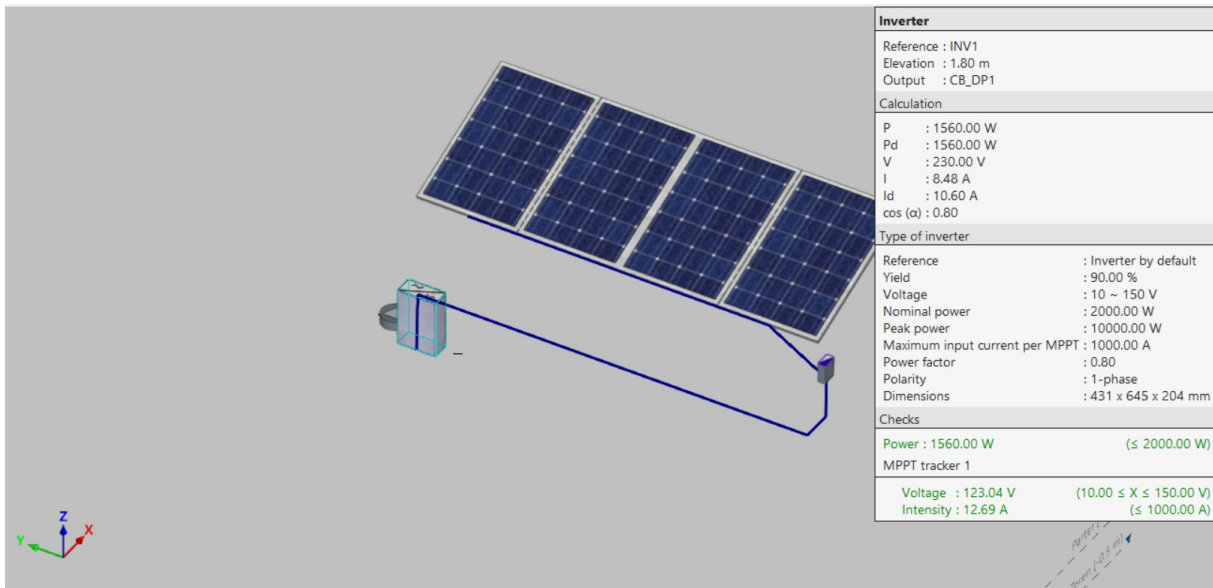 Inverter
Reference : INV1
Elevation : 1.80 m
Output : CB_DP1
Calculation
P : 1560.00 W
Pd : 1560.00 W
V : 230.00 V
I : 8.48 A
Id : 10.60 A
cos (α) : 0.80
Type of inverter
Reference : Inverter by default
Yield : 90.00 %
Voltage : 10 ~ 150 V
Nominal power : 2000.00 W
Peak power : 10000.00 W
Maximum input current per MPPT : 1000.00 A
Power factor : 0.80
Polarity : 1-phase
Dimensions : 431 x 645 x 204 mm
Checks
Power : 1560.00 W (≤ 2000.00 W)
MPPT tracker 1
Voltage : 123.04 V (10.00 ≤ X ≤ 150.00 V)
Intensity : 12.69 A (≤ 1000.00 A)
Z
X
Y
Teren [-0.5 m]